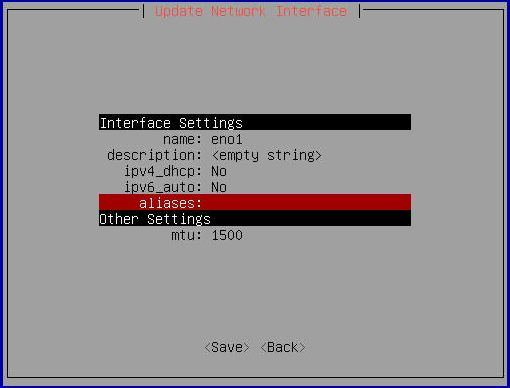 Update Network Interface
Interface Settings
name: eno1
description: <empty string>
ipv4_dhcp: No
ipv6_auto: No
aliases:
Other Settings
mtu: 1500
<Save> <Back>